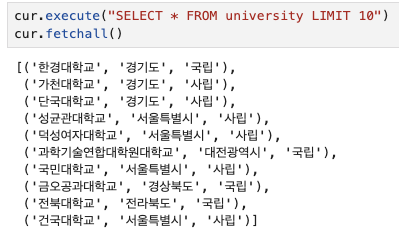 cur.execute("SELECT * FROM university LIMIT 10")
cur.fetchall()
[('한경대학교', '경기도', '국립'),
('가천대학교', '경기도', '사립'),
('단국대학교', '경기도', '사립'),
('성균관대학교', '서울특별시', '사립'),
('덕성여자대학교', '서울특별시', '사립'),
('과학기술연합대학원대학교', '대전광역시', '국립'),
('국민대학교', '서울특별시', '사립'),
('금오공과대학교', '경상북도', '국립'),
('전북대학교', '전라북도', '국립'),
('건국대학교', '서울특별시', '사립')]